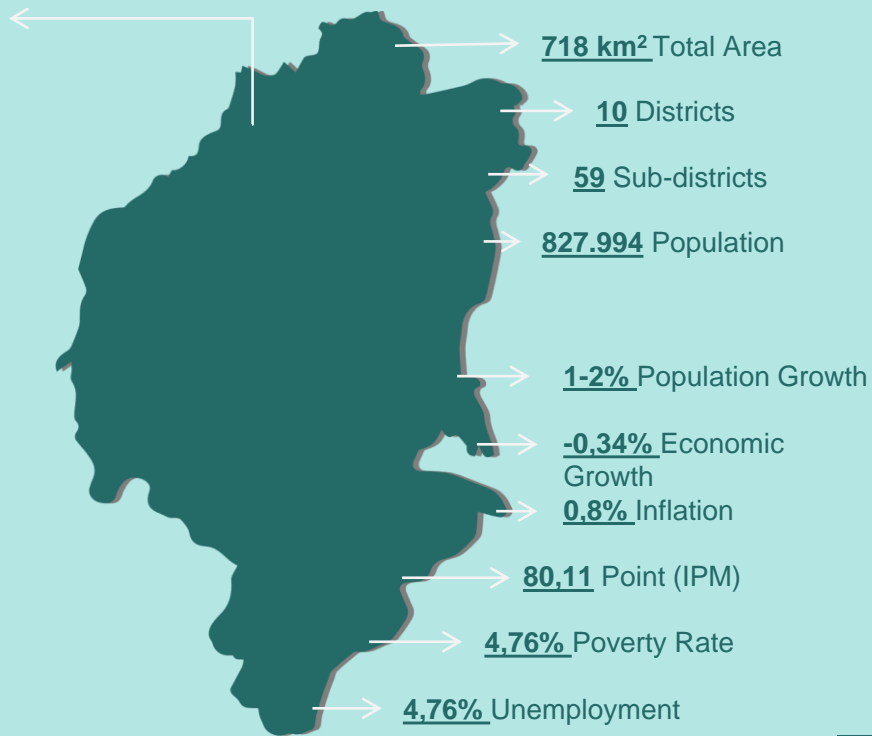 718 km² Total Area
10 Districts
59 Sub-districts
827.994 Population
1-2% Population Growth
-0,34% Economic
Growth
0,8% Inflation
80,11 Point (IPM)
4,76% Poverty Rate
4,76% Unemployment